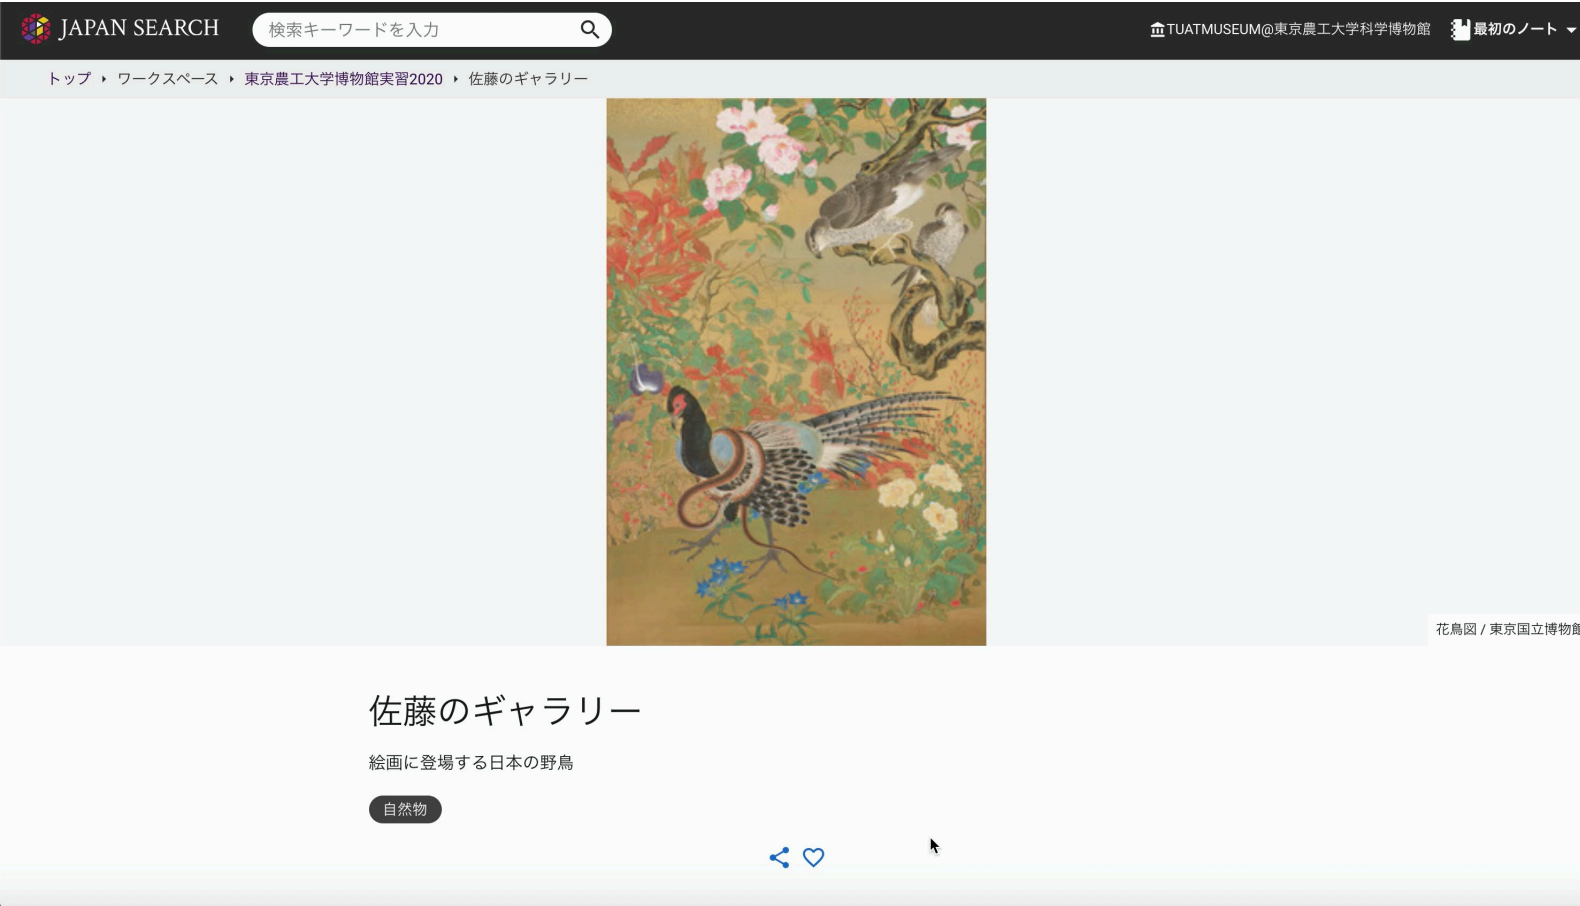 JAPAN SEARCH
検索キーワードを入力
TUATMUSEUM@東京農工大学科学博物館
最初のノート
トップ ワークスペース 東京農工大学博物館実習2020 佐藤のギャラリー
花鳥図 / 東京国立博物館
佐藤のギャラリー
絵画に登場する日本の野鳥
自然物